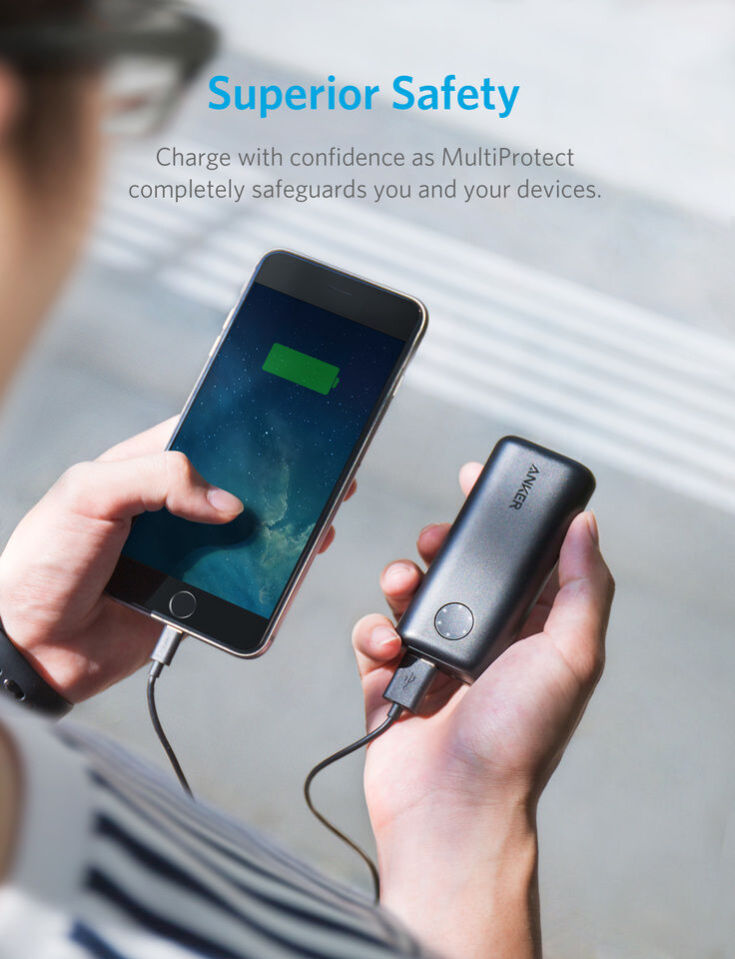 Superior Safety
Charge with confidence as MultiProtect
completely safeguards you and your devices.
ANKER